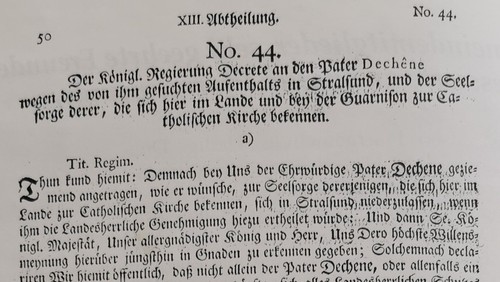 50 XIII. Abtheilung. No. 44.
No. 44.
Der Königl. Regierung Decrete an den Pater Dechêne
wegen des von ihm gesuchten Aufenthalts in Stralsund, und der Seel-
sorge derer, die sich hier im Lande und bey der Guarnison zur Ca-
tholischen Kirche bekennen.
a)
Tit. Regim.
Thun kund hiemit: Demnach bey Uns der Ehrwürdige Pater Dechene gezie-
mend angetragen, wie er wünsche, zur Seelsorge dererjenigen, die sich hier im
Lande zur Catholischen Kirche bekennen, sich in Stralsund niederzulassen, wenn
ihm die Landesherrliche Genehmigung hiezu ertheilet würde: Und dann Se. Kö-
nigl. Majestät, Unser allergnädigster König und Herr, Uns Dero höchste Willens-
meynung hierüber jüngsthin in Gnaden zu erkennen gegeben; Solchemnach decla-
riren Wir hiemit öffentlich, daß nicht allein der Pater Dechene, oder allenfalls ein